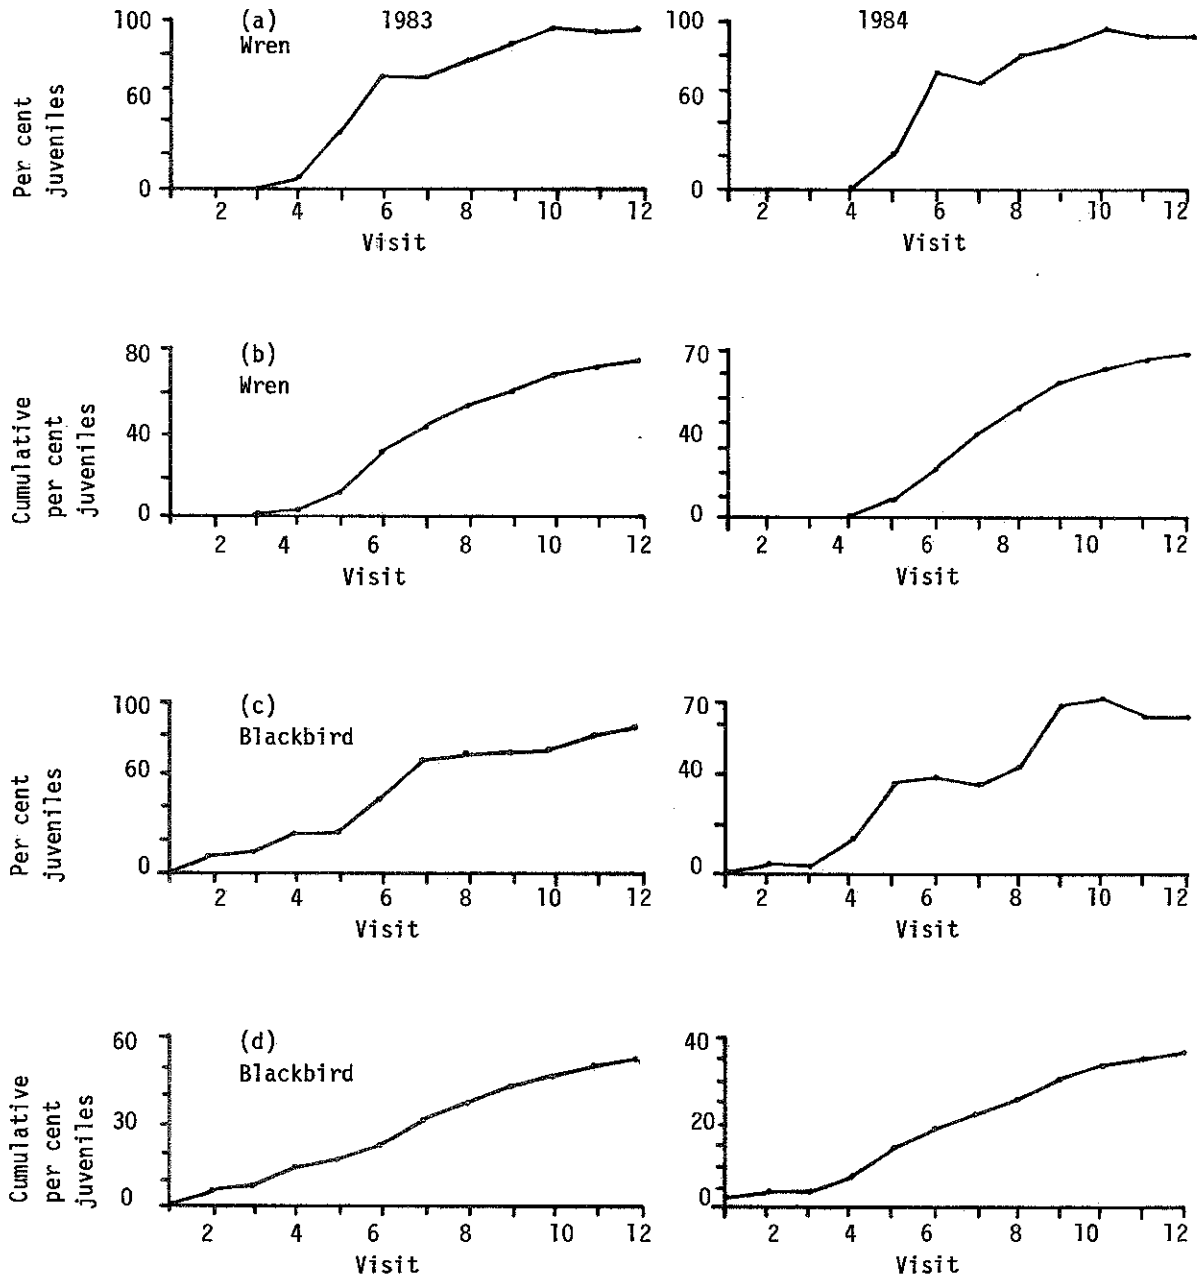 (a) 1983
Wren
100
60
0
Per cent
juveniles
2 4 6 8 10 12
Visit
1984
100
60
0
2 4 6 8 10 12
Visit
(b)
Wren
80
40
0
Cumulative
per cent
juveniles
2 4 6 8 10 12
Visit
70
40
0
2 4 6 8 10 12
Visit
(c)
Blackbird
100
60
0
Per cent
juveniles
2 4 6 8 10 12
Visit
70
40
0
2 4 6 8 10 12
Visit
(d)
Blackbird
60
30
0
Cumulative
per cent
juveniles
2 4 6 8 10 12
Visit
40
20
0
2 4 6 8 10 12
Visit